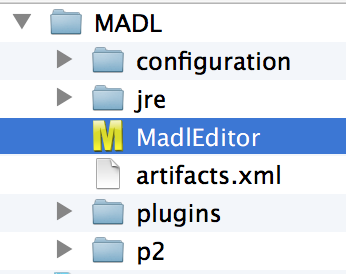 MADL
configuration
jre
MadlEditor
artifacts.xml
plugins
p2